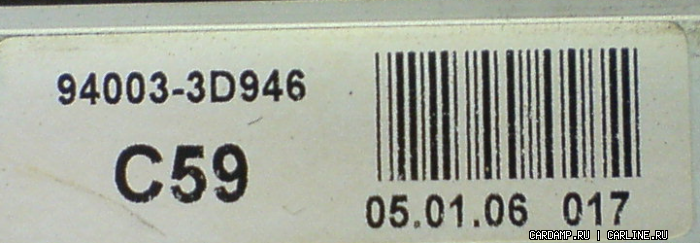 94003-3D946
C59
05.01.06 017
CARDAMP.RU | CARLINE.RU